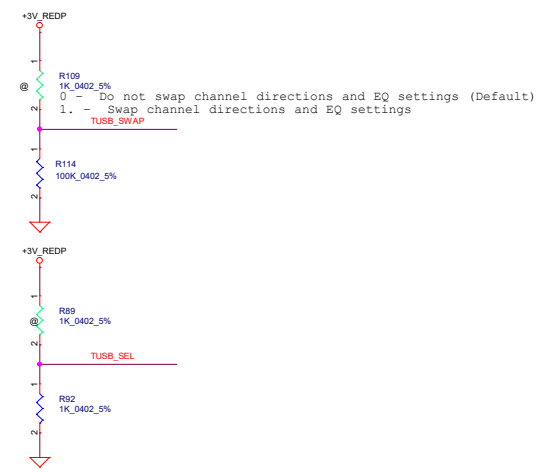 +3V_REDP
1
R109
@
1K_0402_5%
0 - Do not swap channel directions and EQ settings (Default)
2
1. - Swap channel directions and EQ settings
TUSB_SWAP
1
R114
100K_0402_5%
2
+3V_REDP
1
R89
@
1K_0402_5%
2
TUSB_SEL
1
R92
1K_0402_5%
2